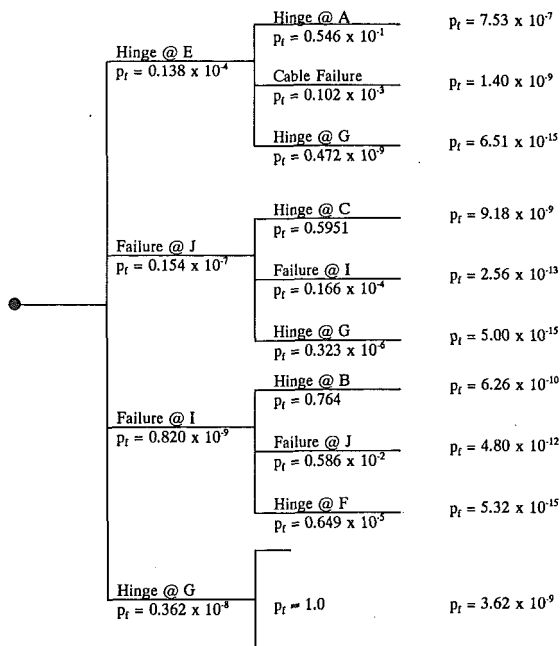 Hinge @ A
p_f = 0.546 x 10⁻¹ p_f = 7.53 x 10⁻⁷
Hinge @ E
p_f = 0.138 x 10⁻⁴
Cable Failure
p_f = 0.102 x 10⁻³ p_f = 1.40 x 10⁻⁹
Hinge @ G
p_f = 0.472 x 10⁻⁹ p_f = 6.51 x 10⁻¹⁵
Hinge @ C
p_f = 0.5951 p_f = 9.18 x 10⁻⁹
Failure @ J
p_f = 0.154 x 10⁻⁷
Failure @ I
p_f = 0.166 x 10⁻⁴ p_f = 2.56 x 10⁻¹³
Hinge @ G
p_f = 0.323 x 10⁻⁶ p_f = 5.00 x 10⁻¹⁵
Hinge @ B
p_f = 0.764 p_f = 6.26 x 10⁻¹⁰
Failure @ I
p_f = 0.820 x 10⁻⁹
Failure @ J
p_f = 0.586 x 10⁻² p_f = 4.80 x 10⁻¹²
Hinge @ F
p_f = 0.649 x 10⁻⁵ p_f = 5.32 x 10⁻¹⁵
Hinge @ G
p_f = 0.362 x 10⁻⁸
p_f = 1.0 p_f = 3.62 x 10⁻⁹